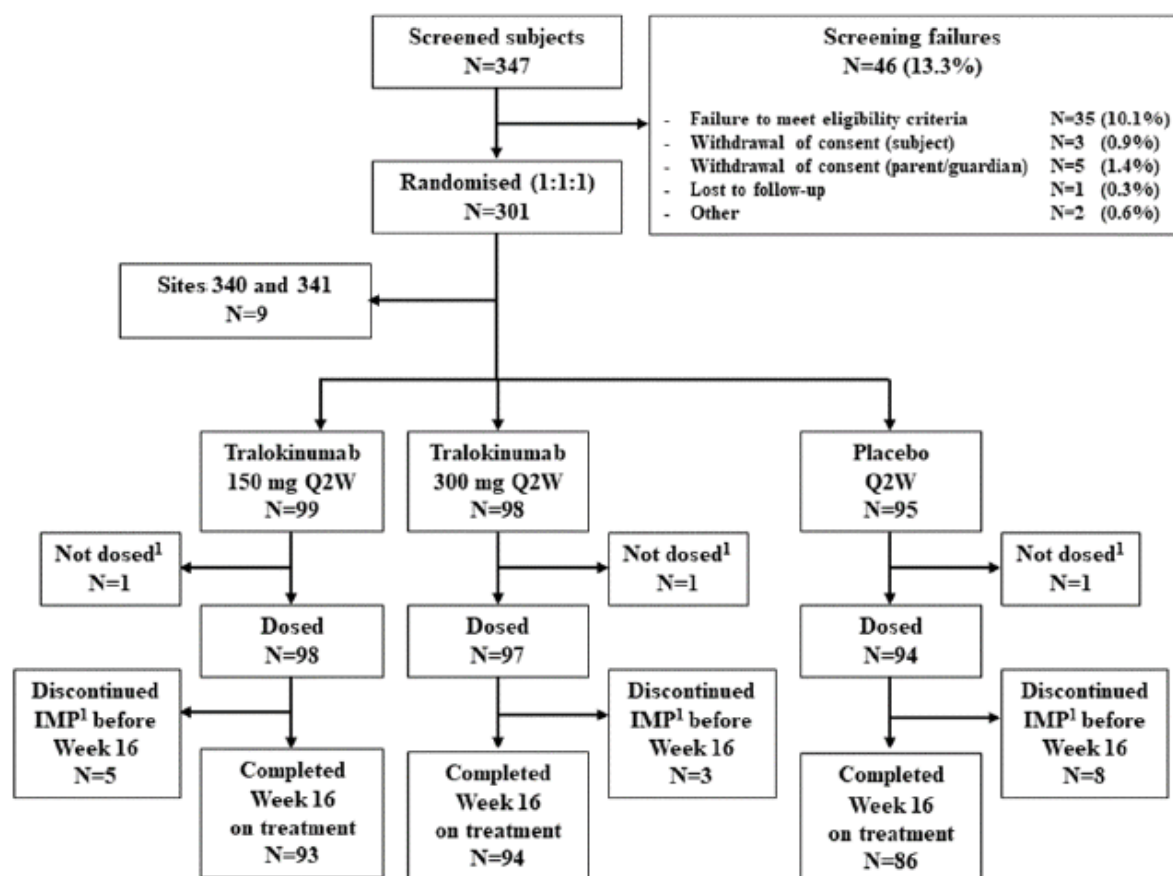 Screened subjects
N=347
Screening failures
N=46 (13.3%)
- Failure to meet eligibility criteria N=35 (10.1%)
- Withdrawal of consent (subject) N=3 (0.9%)
- Withdrawal of consent (parent/guardian) N=5 (1.4%)
- Lost to follow-up N=1 (0.3%)
- Other N=2 (0.6%)
Randomised (1:1:1)
N=301
Sites 340 and 341
N=9
Tralokinumab
150 mg Q2W
N=99
Tralokinumab
300 mg Q2W
N=98
Placebo
Q2W
N=95
Not dosed¹
N=1
Not dosed¹
N=1
Not dosed¹
N=1
Dosed
N=98
Dosed
N=97
Dosed
N=94
Discontinued
IMP¹ before
Week 16
N=5
Discontinued
IMP¹ before
Week 16
N=3
Discontinued
IMP¹ before
Week 16
N=8
Completed
Week 16
on treatment
N=93
Completed
Week 16
on treatment
N=94
Completed
Week 16
on treatment
N=86